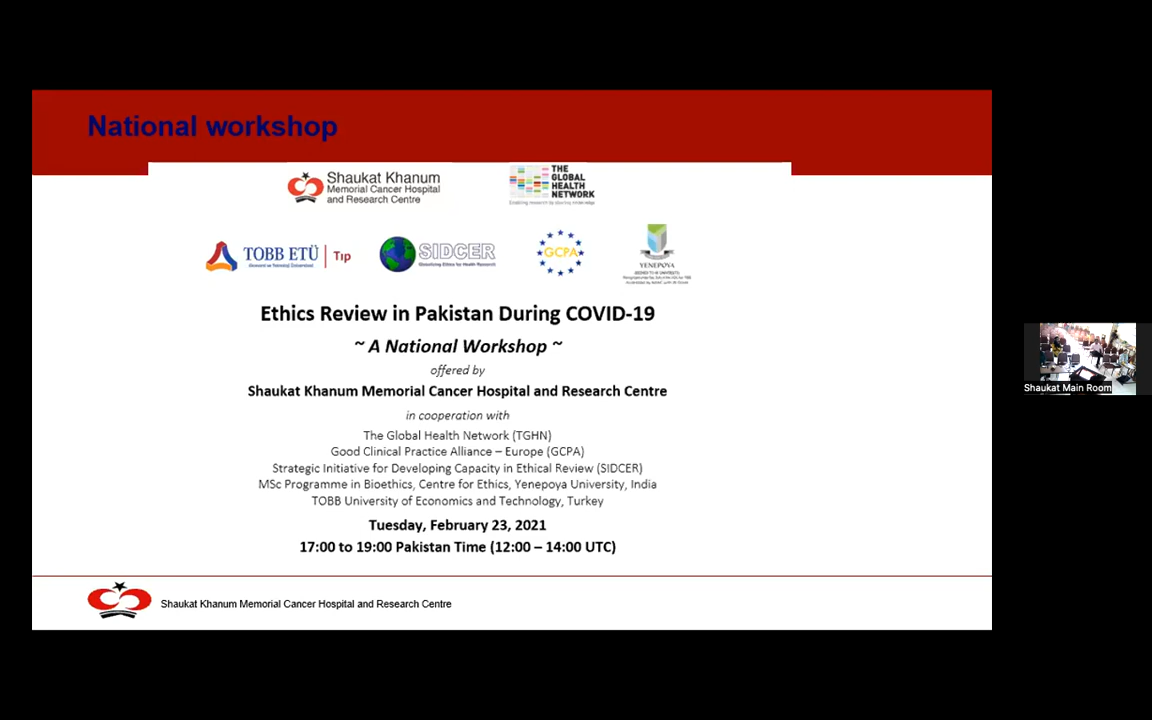 National workshop
Shaukat Khanum
Memorial Cancer Hospital
and Research Centre
THE
GLOBAL
HEALTH
NETWORK
Enabling research by sharing knowledge
TOBB ETÜ | Tıp
SIDCER
GCPA
YENEPOYA
Ethics Review in Pakistan During COVID-19
~ A National Workshop ~
offered by
Shaukat Khanum Memorial Cancer Hospital and Research Centre
in cooperation with
The Global Health Network (TGHN)
Good Clinical Practice Alliance – Europe (GCPA)
Strategic Initiative for Developing Capacity in Ethical Review (SIDCER)
MSc Programme in Bioethics, Centre for Ethics, Yenepoya University, India
TOBB University of Economics and Technology, Turkey
Tuesday, February 23, 2021
17:00 to 19:00 Pakistan Time (12:00 – 14:00 UTC)
Shaukat Main Room
Shaukat Khanum Memorial Cancer Hospital and Research Centre